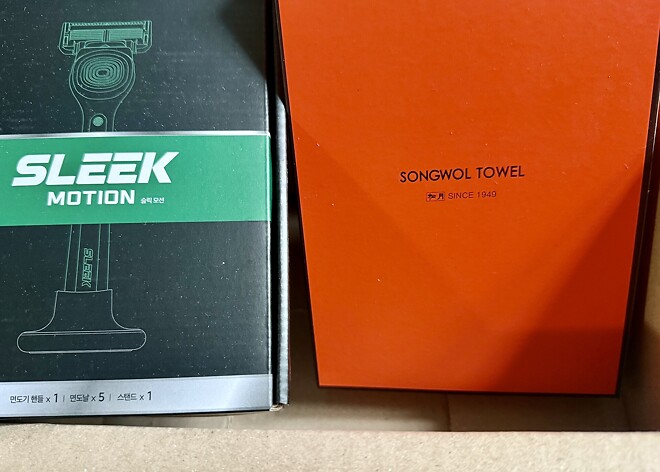 SLEEK
MOTION 슬릭 모션
SLEEK
면도기 핸들 x 1 | 면도날 x 5 | 스탠드 x 1
SONGWOL TOWEL
SINCE 1940